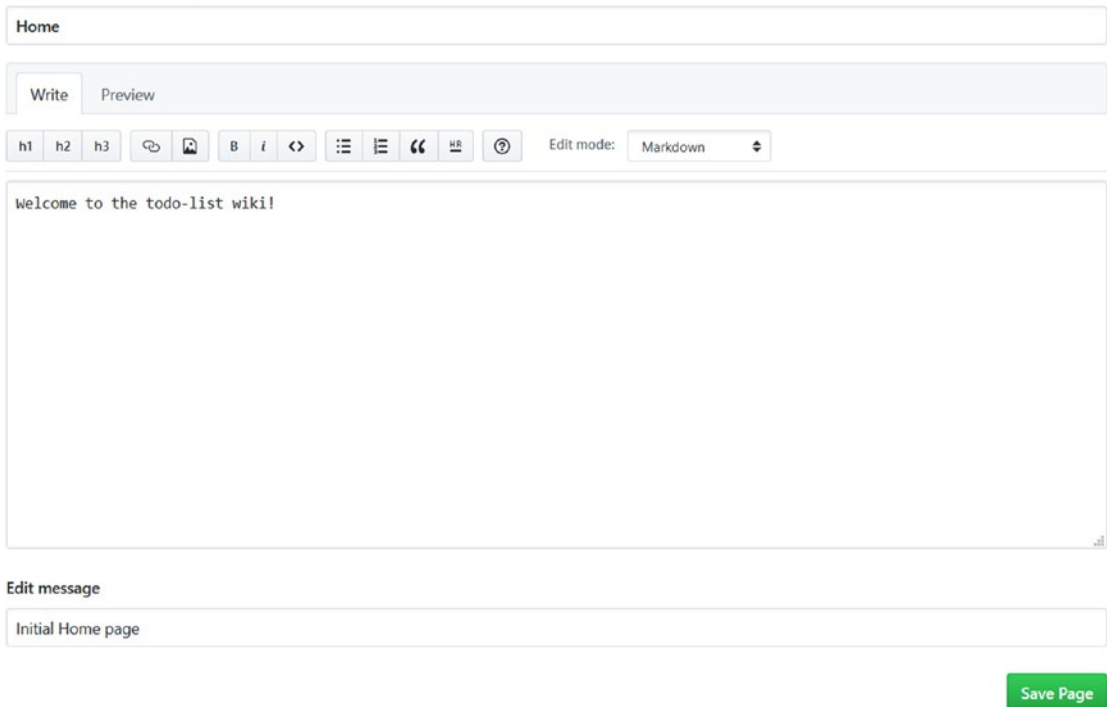 Home
Write Preview
h1 h2 h3 B i <> “ HR ? Edit mode: Markdown
Welcome to the todo-list wiki!
Edit message
Initial Home page
Save Page